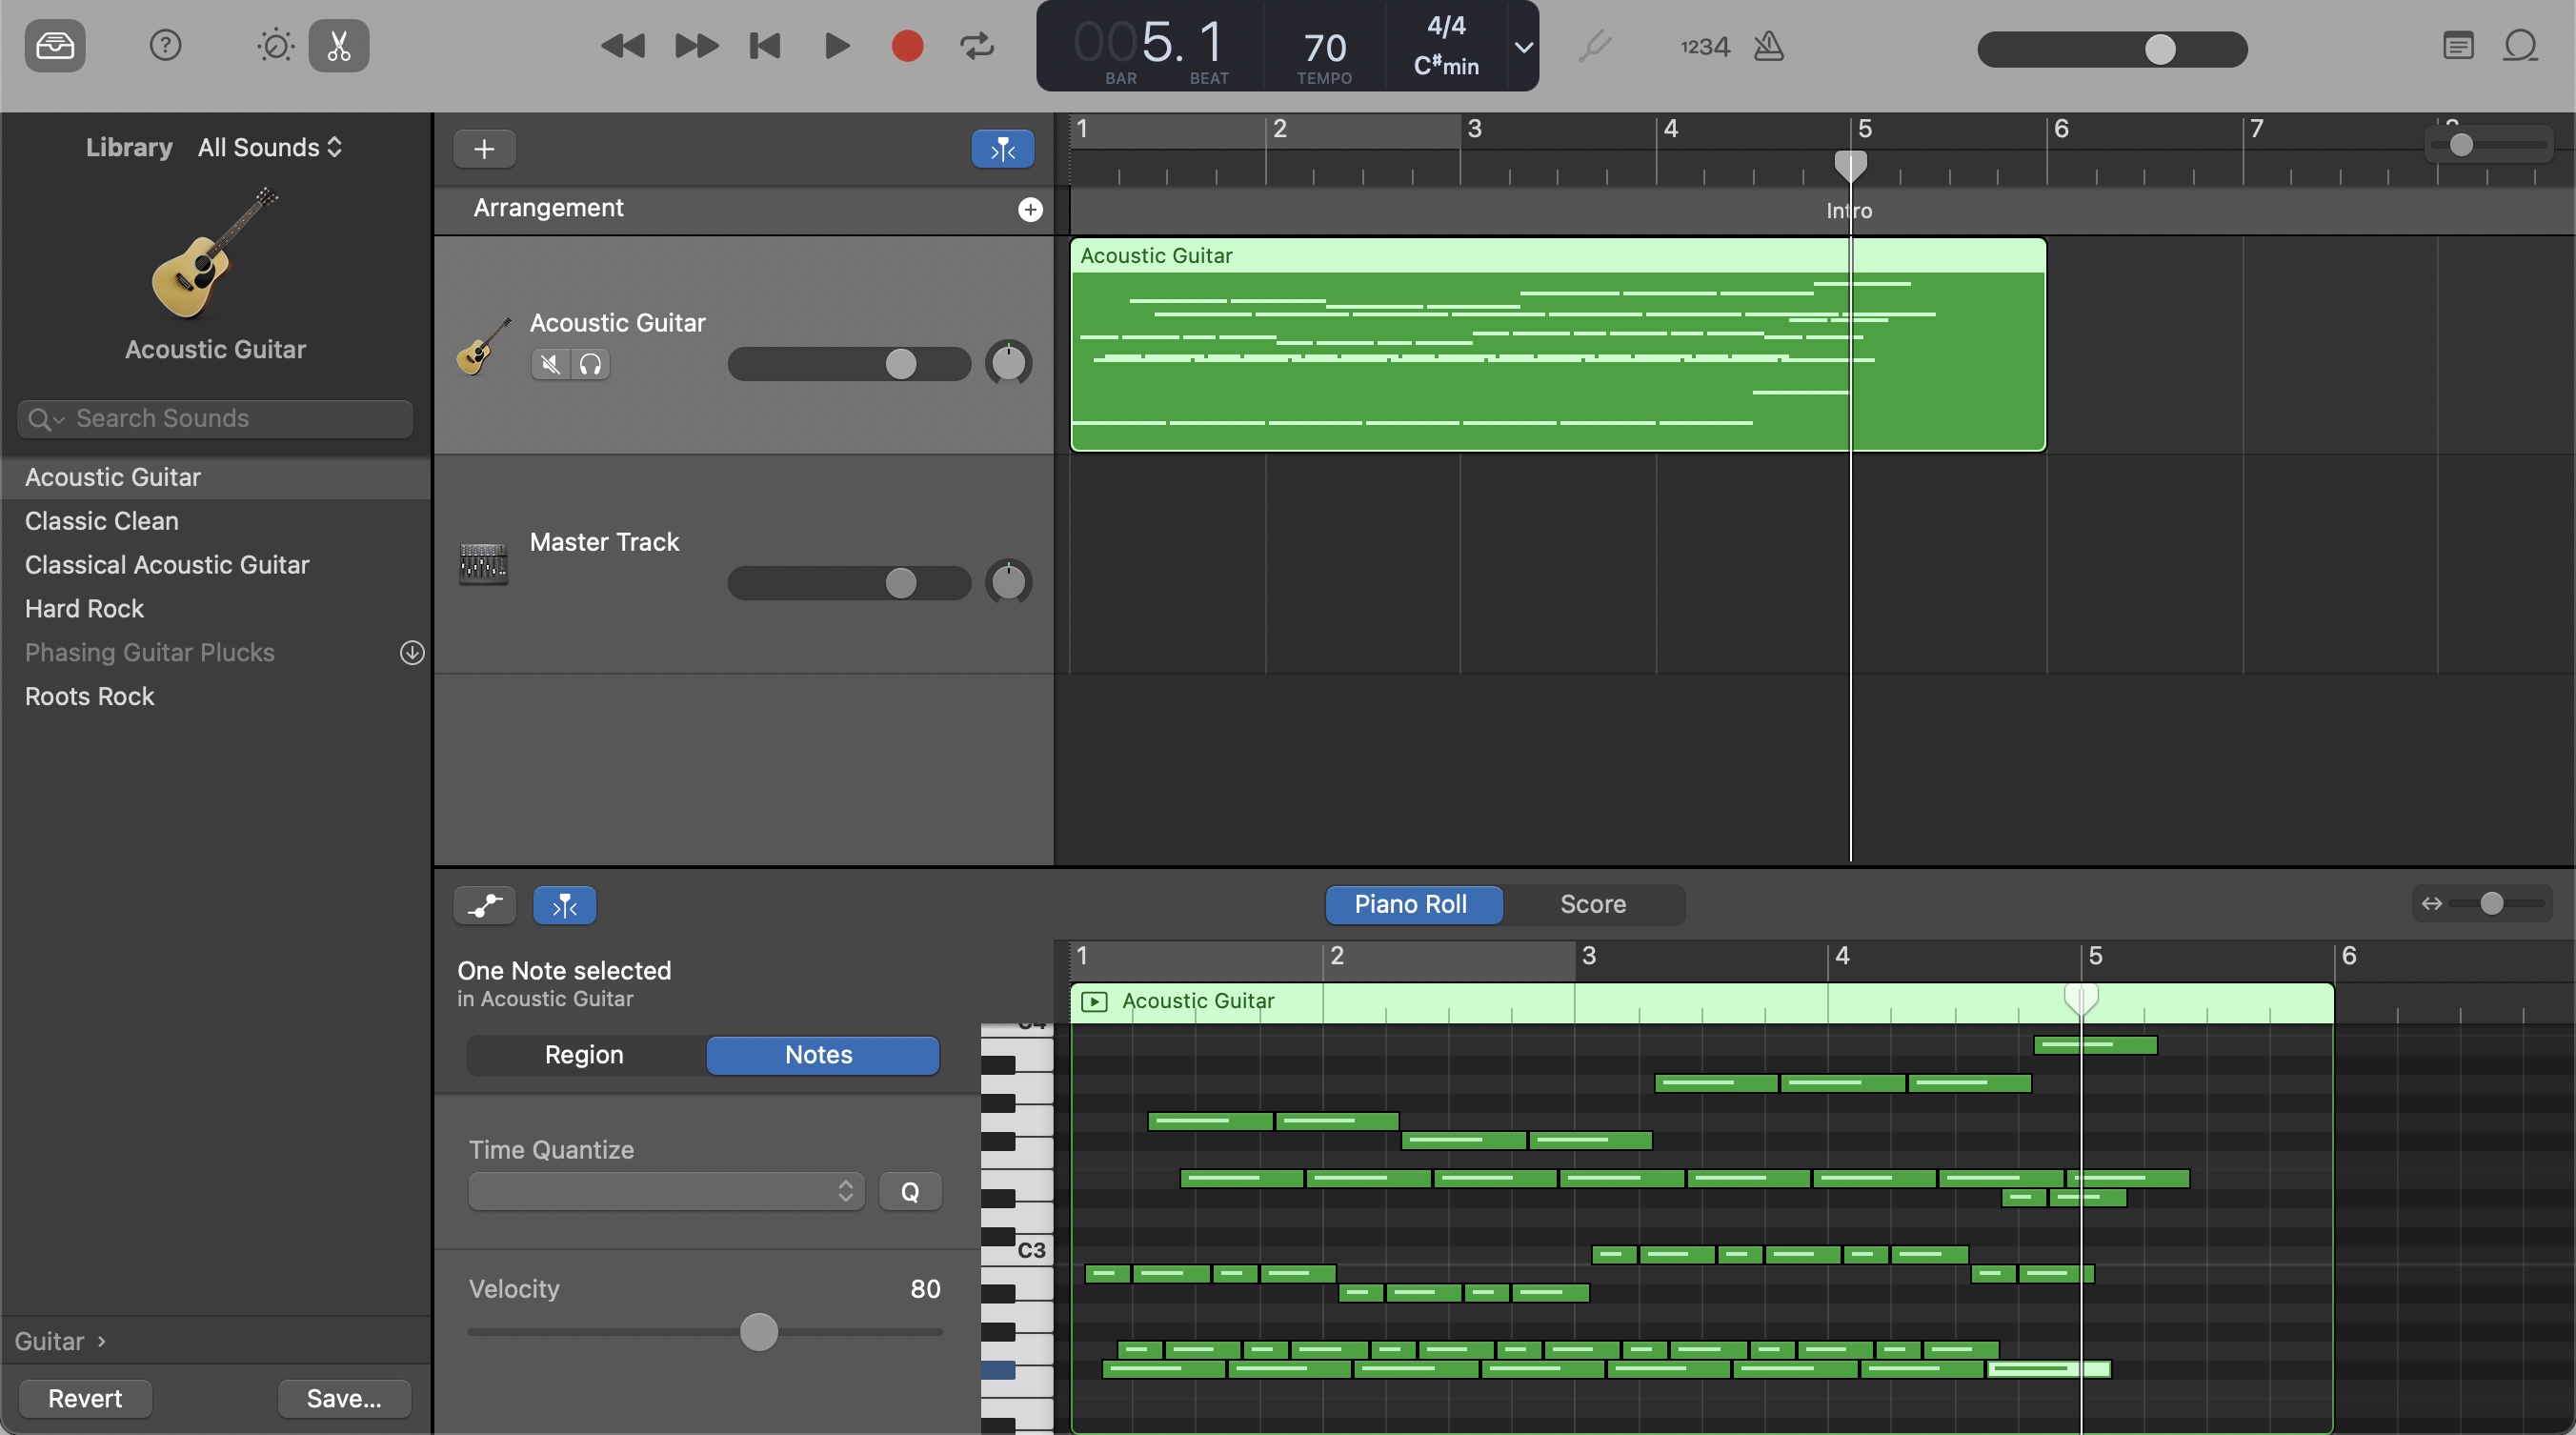 005. 1
BAR BEAT
70
TEMPO
4/4
C#min
1234
Library All Sounds
Acoustic Guitar
Search Sounds
Acoustic Guitar
Classic Clean
Classical Acoustic Guitar
Hard Rock
Phasing Guitar Plucks
Roots Rock
Guitar ›
Revert Save...
1 2 3 4 5 6 7
Arrangement
Intro
Acoustic Guitar
Acoustic Guitar
Master Track
Piano Roll Score
One Note selected
in Acoustic Guitar
Region Notes
Time Quantize
Q
Velocity 80
1 2 3 4 5 6
Acoustic Guitar
C3